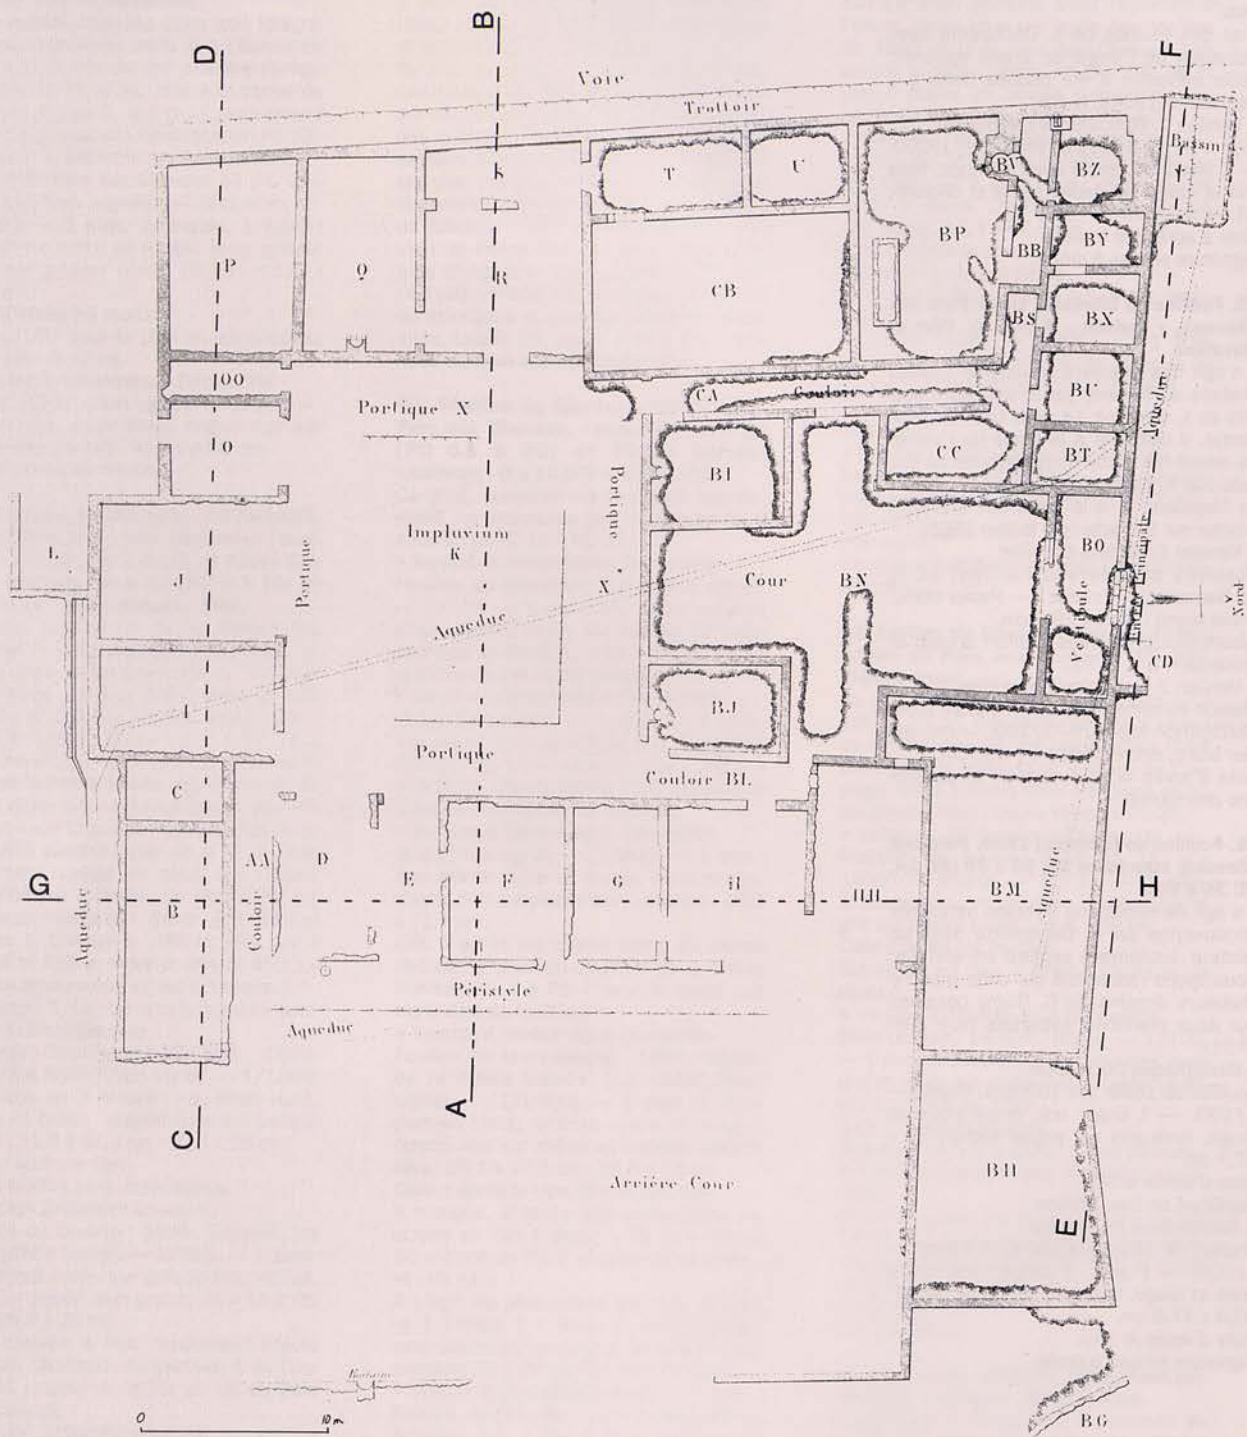 B
D
F
Voie
Trottoir
Bassin
T
U
BZ
BP
BY
BB
P
Q
R
CB
BS
BX
OO
Portique X
CA
Couloir
BU
O
CC
BT
BI
Portique
X
L
J
Portique
Impluvium
K
Cour
BN
BO
Aqueduc
Aqueduc
Principale
Vestibule
Nord
CD
I
BJ
Portique
Couloir BL
C
AA
D
E
F
G
H
HH
BM
Aqueduc
G
H
Aqueduc
B
Couloir
Péristyle
Aqueduc
A
C
Arrière Cour
BH
E
BG
0
10 m